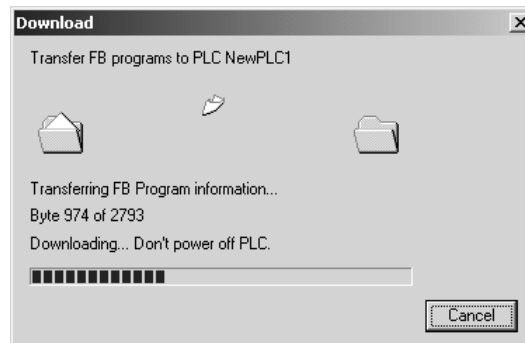 Download
Transfer FB programs to PLC NewPLC1
Transferring FB Program information...
Byte 974 of 2793
Downloading... Don't power off PLC.
Cancel